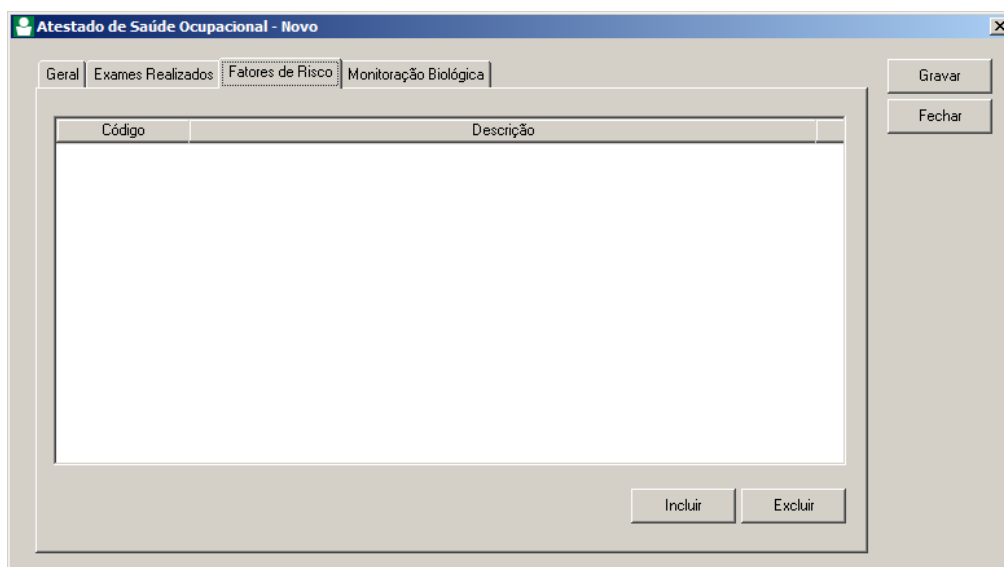 Atestado de Saúde Ocupacional - Novo
Geral Exames Realizados Fatores de Risco Monitoração Biológica
Gravar
Fechar
Código Descrição
Incluir Excluir